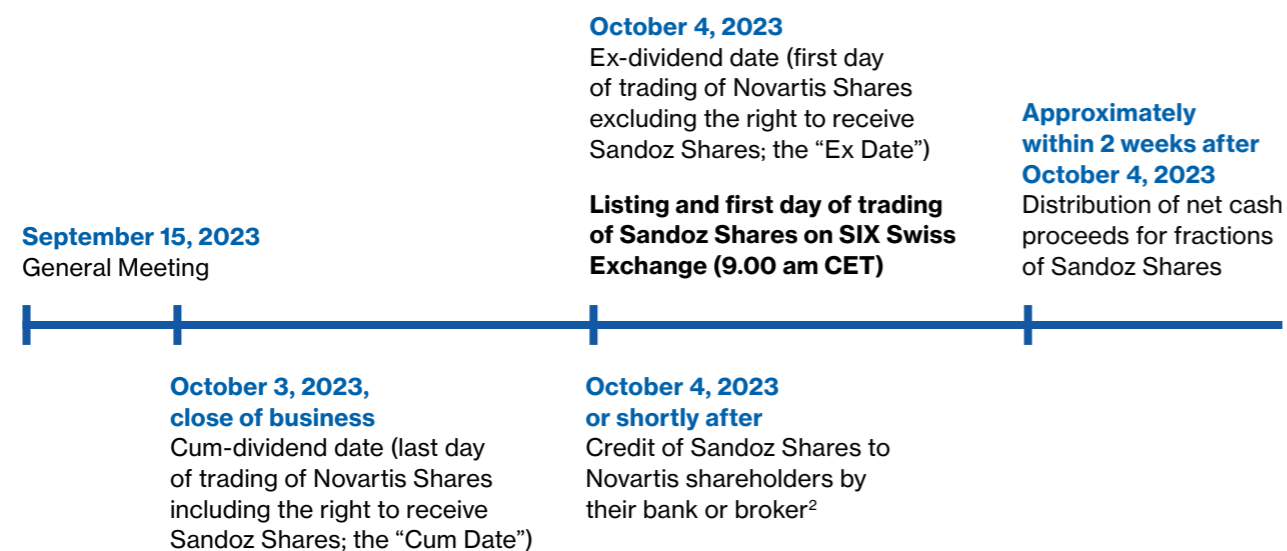 September 15, 2023
General Meeting
October 3, 2023,
close of business
Cum-dividend date (last day
of trading of Novartis Shares
including the right to receive
Sandoz Shares; the “Cum Date”)
October 4, 2023
Ex-dividend date (first day
of trading of Novartis Shares
excluding the right to receive
Sandoz Shares; the “Ex Date”)
Listing and first day of trading
of Sandoz Shares on SIX Swiss
Exchange (9.00 am CET)
October 4, 2023
or shortly after
Credit of Sandoz Shares to
Novartis shareholders by
their bank or broker²
Approximately
within 2 weeks after
October 4, 2023
Distribution of net cash
proceeds for fractions
of Sandoz Shares